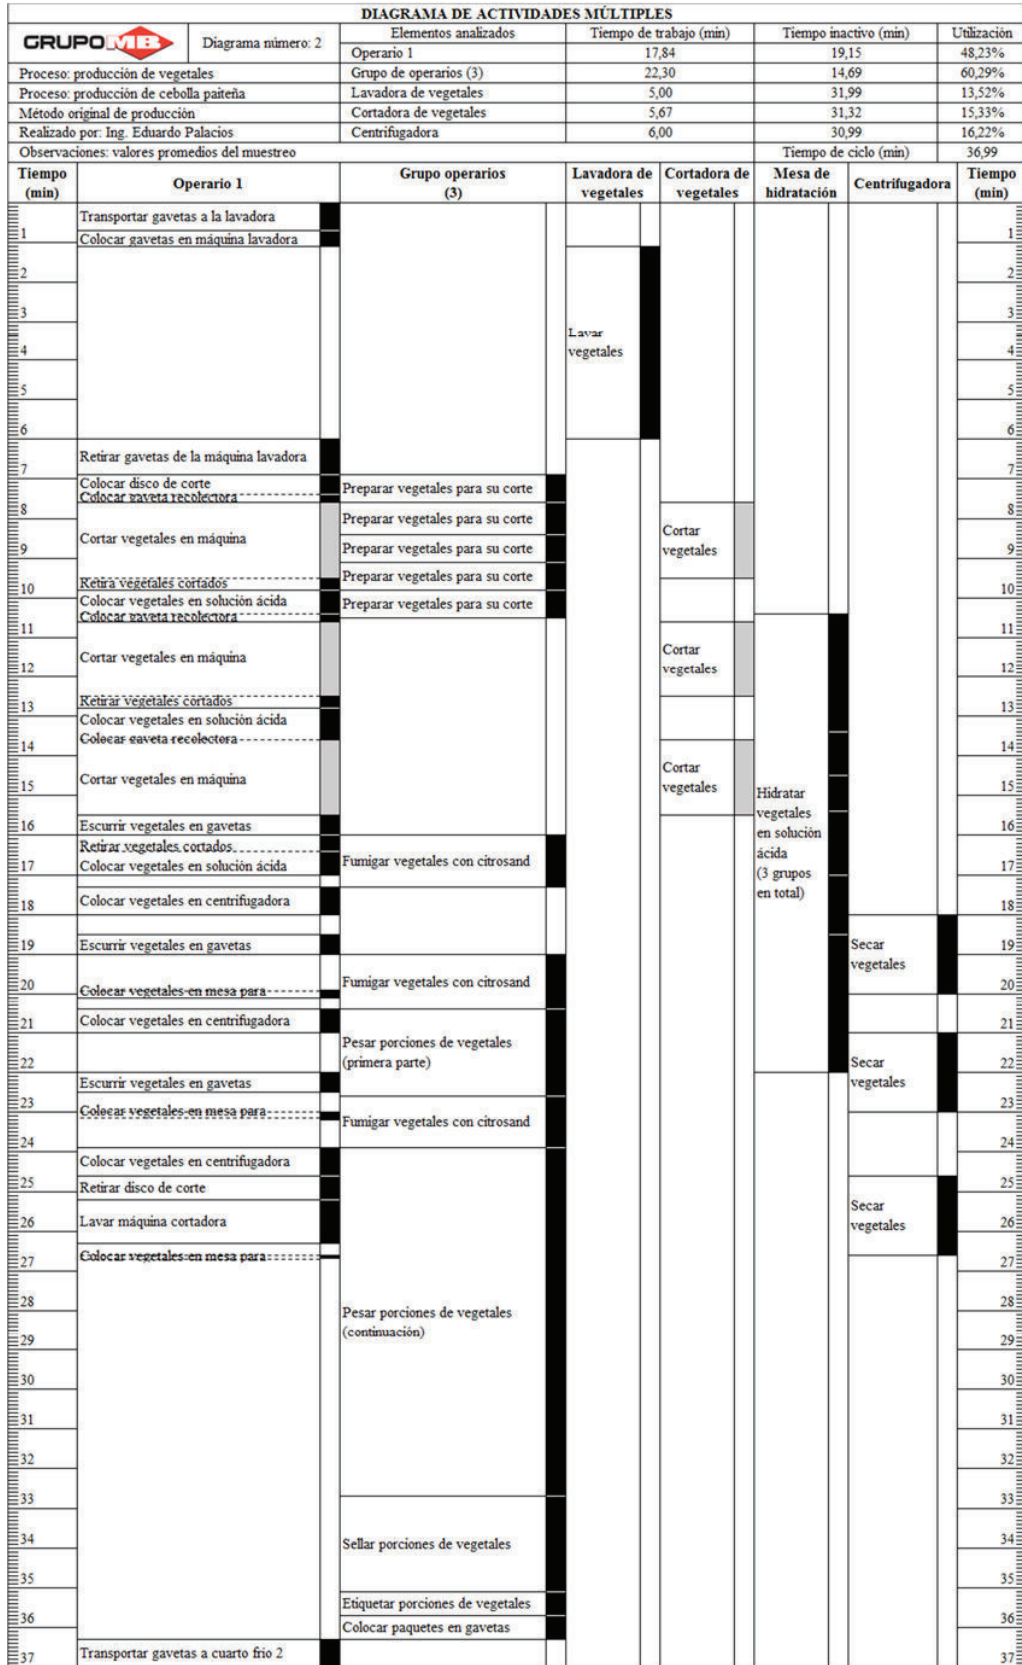 DIAGRAMA DE ACTIVIDADES MÚLTIPLES
GRUPO MB
Diagrama número: 2
Elementos analizados Tiempo de trabajo (min) Tiempo inactivo (min) Utilización
Operario 1 17,84 19,15 48,23%
Proceso: producción de vegetales Grupo de operarios (3) 22,30 14,69 60,29%
Proceso: producción de cebolla paiteña Lavadora de vegetales 5,00 31,99 13,52%
Método original de producción Cortadora de vegetales 5,67 31,32 15,33%
Realizado por: Ing. Eduardo Palacios Centrifugadora 6,00 30,99 16,22%
Observaciones: valores promedios del muestreo Tiempo de ciclo (min) 36,99
Tiempo (min) Operario 1 Grupo operarios (3) Lavadora de vegetales Cortadora de vegetales Mesa de hidratación Centrifugadora Tiempo (min)
Transportar gavetas a la lavadora
1 Colocar gavetas en máquina lavadora 1
2 2
3 3
Lavar
4 vegetales 4
5 5
6 6
Retirar gavetas de la máquina lavadora
7 7
Colocar disco de corte Preparar vegetales para su corte
Colocar gaveta recolectora
8 Preparar vegetales para su corte 8
Cortar vegetales en máquina Cortar
9 Preparar vegetales para su corte vegetales 9
Preparar vegetales para su corte
10 Retira vegetales cortados 10
Colocar vegetales en solución ácida Preparar vegetales para su corte
Colocar gaveta recolectora
11 11
Cortar vegetales en máquina Cortar
12 vegetales 12
13 Retirar vegetales cortados 13
Colocar vegetales en solución ácida
14 Colocar gaveta recolectora 14
Cortar vegetales en máquina Cortar
15 vegetales Hidratar 15
vegetales
16 Escurrir vegetales en gavetas en solución 16
Retirar vegetales cortados ácida
17 Colocar vegetales en solución ácida Fumigar vegetales con citrosand (3 grupos 17
en total)
18 Colocar vegetales en centrifugadora 18
19 Escurrir vegetales en gavetas Secar 19
vegetales
20 Colocar vegetales en mesa para Fumigar vegetales con citrosand 20
21 Colocar vegetales en centrifugadora 21
Pesar porciones de vegetales
22 (primera parte) Secar 22
Escurrir vegetales en gavetas vegetales
23 Colocar vegetales en mesa para Fumigar vegetales con citrosand 23
24 24
Colocar vegetales en centrifugadora
25 Retirar disco de corte 25
Secar
26 Lavar máquina cortadora vegetales 26
27 Colocar vegetales en mesa para 27
28 Pesar porciones de vegetales 28
(continuación)
29 29
30 30
31 31
32 32
33 33
34 Sellar porciones de vegetales 34
35 35
Etiquetar porciones de vegetales
36 Colocar paquetes en gavetas 36
37 Transportar gavetas a cuarto frio 2 37